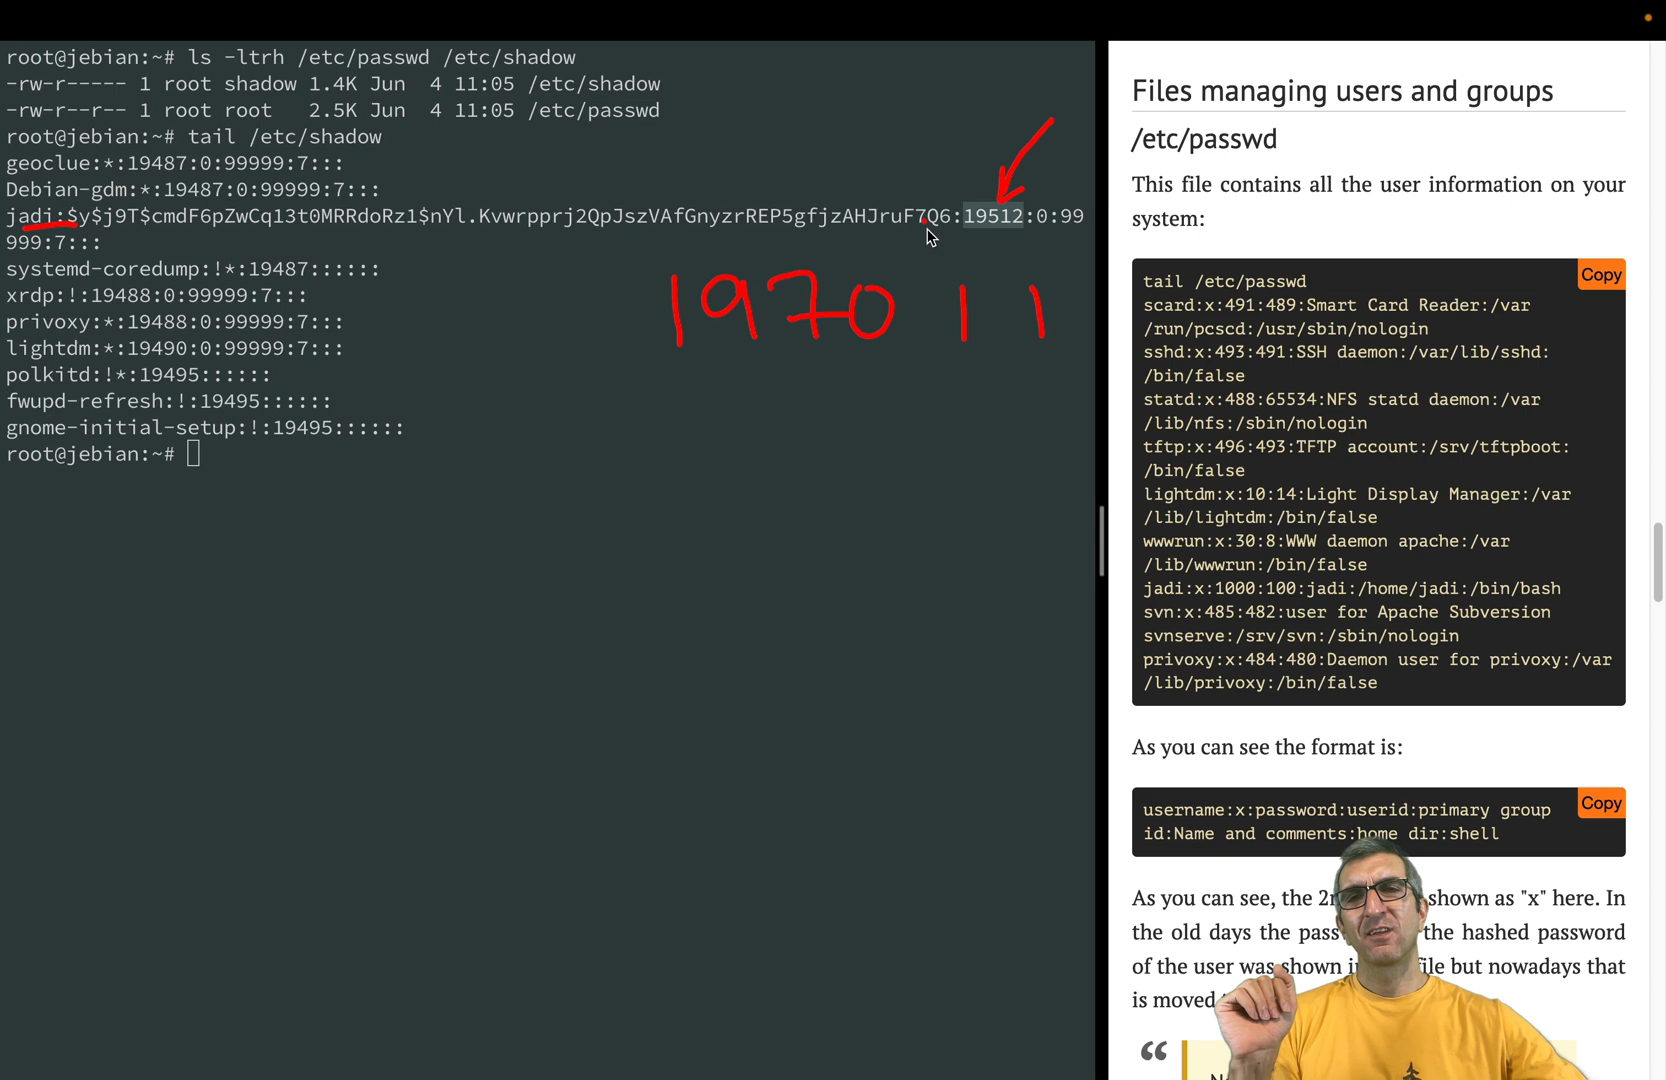 root@jebian:~# ls -ltrh /etc/passwd /etc/shadow
-rw-r----- 1 root shadow 1.4K Jun  4 11:05 /etc/shadow
-rw-r--r-- 1 root root   2.5K Jun  4 11:05 /etc/passwd
root@jebian:~# tail /etc/shadow
geoclue:*:19487:0:99999:7:::
Debian-gdm:*:19487:0:99999:7:::
jadi:$y$j9T$cmdF6pZwCq13t0MRRdoRz1$nYl.Kvwrpprj2QpJszVAfGnyzrREP5gfjzAHJruF7Q6:19512:0:99
999:7:::
systemd-coredump:!*:19487::::::
xrdp:!:19488:0:99999:7:::
privoxy:*:19488:0:99999:7:::
lightdm:*:19490:0:99999:7:::
polkitd:!*:19495::::::
fwupd-refresh:!:19495::::::
gnome-initial-setup:!:19495::::::
root@jebian:~#
1970 1 1
Files managing users and groups
/etc/passwd
This file contains all the user information on your
system:
Copy
tail /etc/passwd
scard:x:491:489:Smart Card Reader:/var
/run/pcscd:/usr/sbin/nologin
sshd:x:493:491:SSH daemon:/var/lib/sshd:
/bin/false
statd:x:488:65534:NFS statd daemon:/var
/lib/nfs:/sbin/nologin
tftp:x:496:493:TFTP account:/srv/tftpboot:
/bin/false
lightdm:x:10:14:Light Display Manager:/var
/lib/lightdm:/bin/false
wwwrun:x:30:8:WWW daemon apache:/var
/lib/wwwrun:/bin/false
jadi:x:1000:100:jadi:/home/jadi:/bin/bash
svn:x:485:482:user for Apache Subversion
svnserve:/srv/svn:/sbin/nologin
privoxy:x:484:480:Daemon user for privoxy:/var
/lib/privoxy:/bin/false
As you can see the format is:
Copy
username:x:password:userid:primary group
id:Name and comments:home dir:shell
As you can see, the shown as "x" here. In
the old days the the hashed password
of the user was shown but nowadays that
is moved